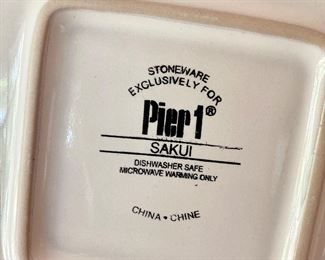 STONEWARE
EXCLUSIVELY FOR
Pier 1®
SAKUI
DISHWASHER SAFE
MICROWAVE WARMING ONLY
CHINA • CHINE